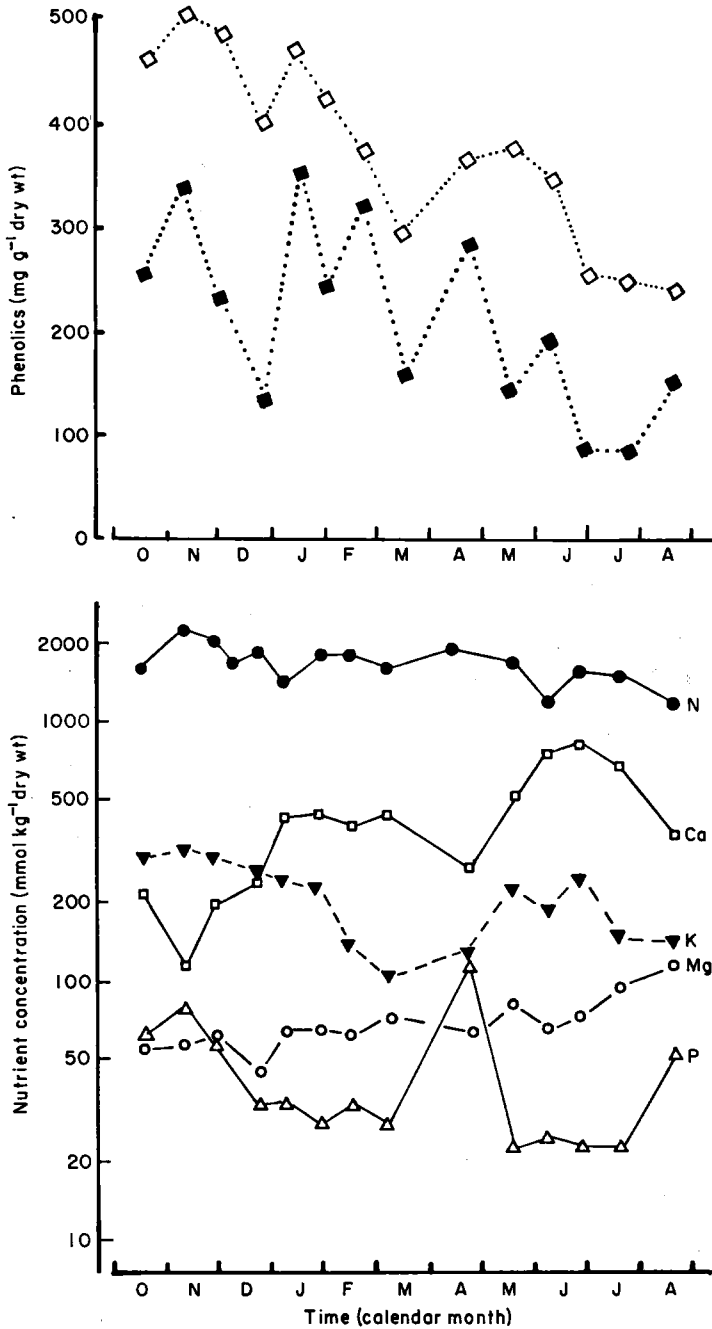 500
400
300
200
100
0
Phenolics (mg g⁻¹ dry wt)
O N D J F M A M J J A
2000
1000
500
200
100
50
20
10
Nutrient concentration (mmol kg⁻¹ dry wt)
N
Ca
K
Mg
P
O N D J F M A M J J A
Time (calendar month)